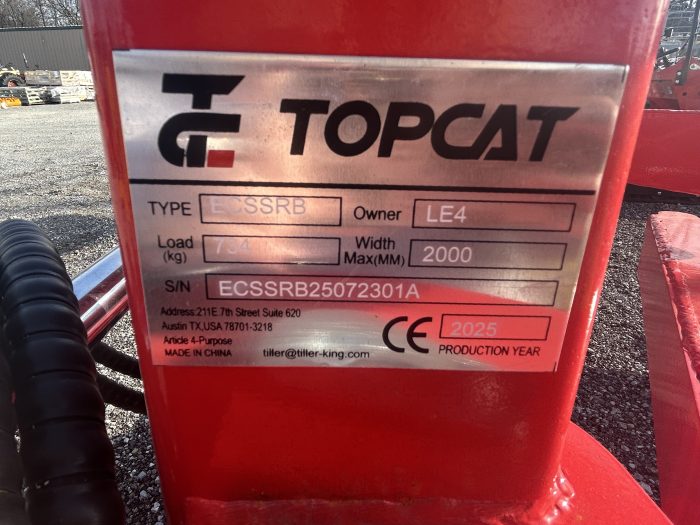 TOPCAT
TYPE ECSSRB Owner LE4
Load (kg) 734 Width Max(MM) 2000
S/N ECSSRB25072301A
Address:211E.7th Street Suite 620
Austin TX,USA 78701-3218
Article 4-Purpose
MADE IN CHINA tiller@tiller-king.com
CE 2025
PRODUCTION YEAR